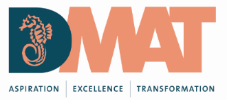 DMAT
ASPIRATION | EXCELLENCE | TRANSFORMATION